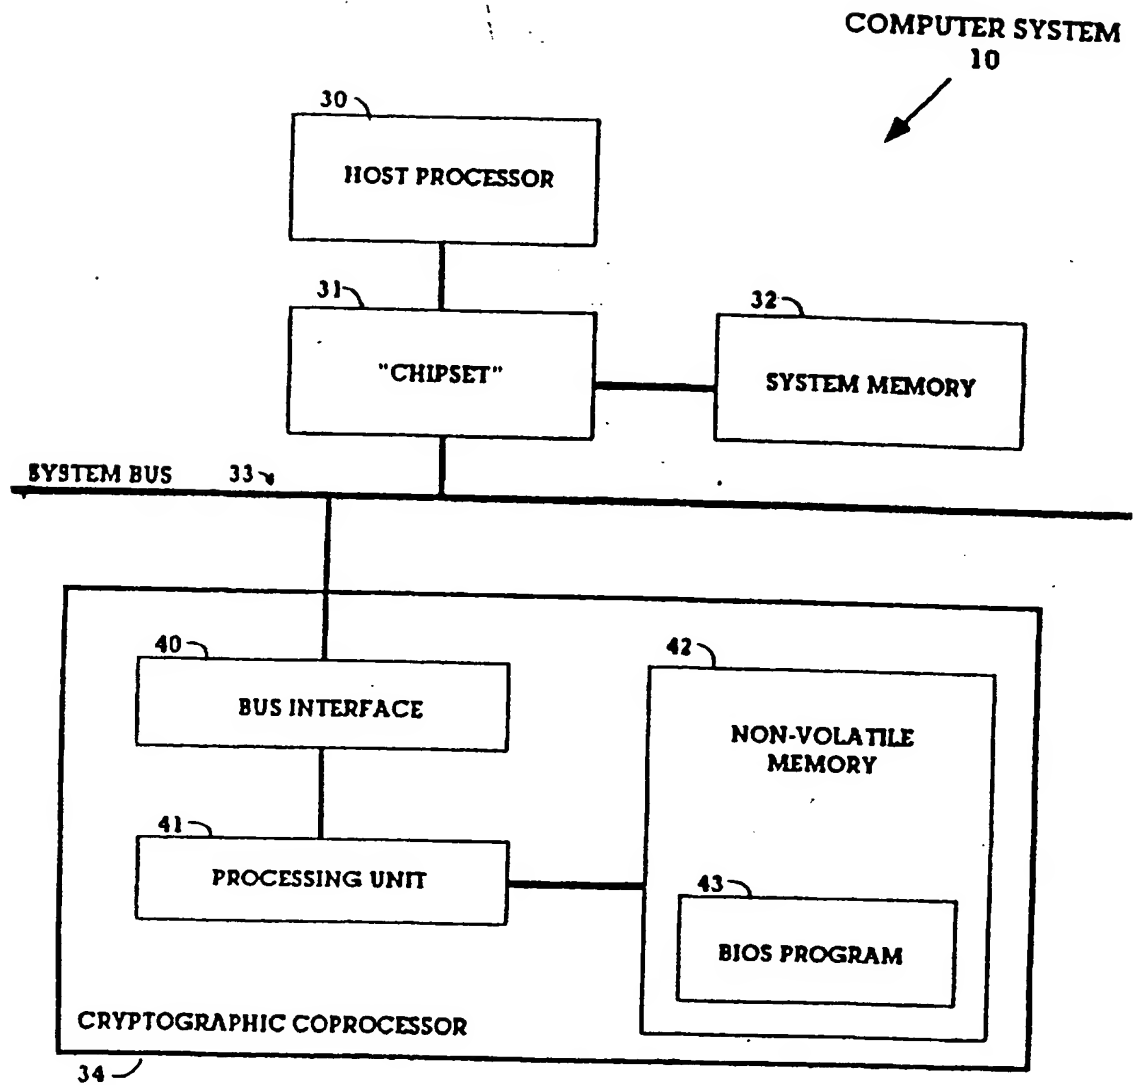 COMPUTER SYSTEM
10
30
HOST PROCESSOR
31
"CHIPSET"
32
SYSTEM MEMORY
SYSTEM BUS 33
40
BUS INTERFACE
42
NON-VOLATILE
MEMORY
41
PROCESSING UNIT
43
BIOS PROGRAM
CRYPTOGRAPHIC COPROCESSOR
34